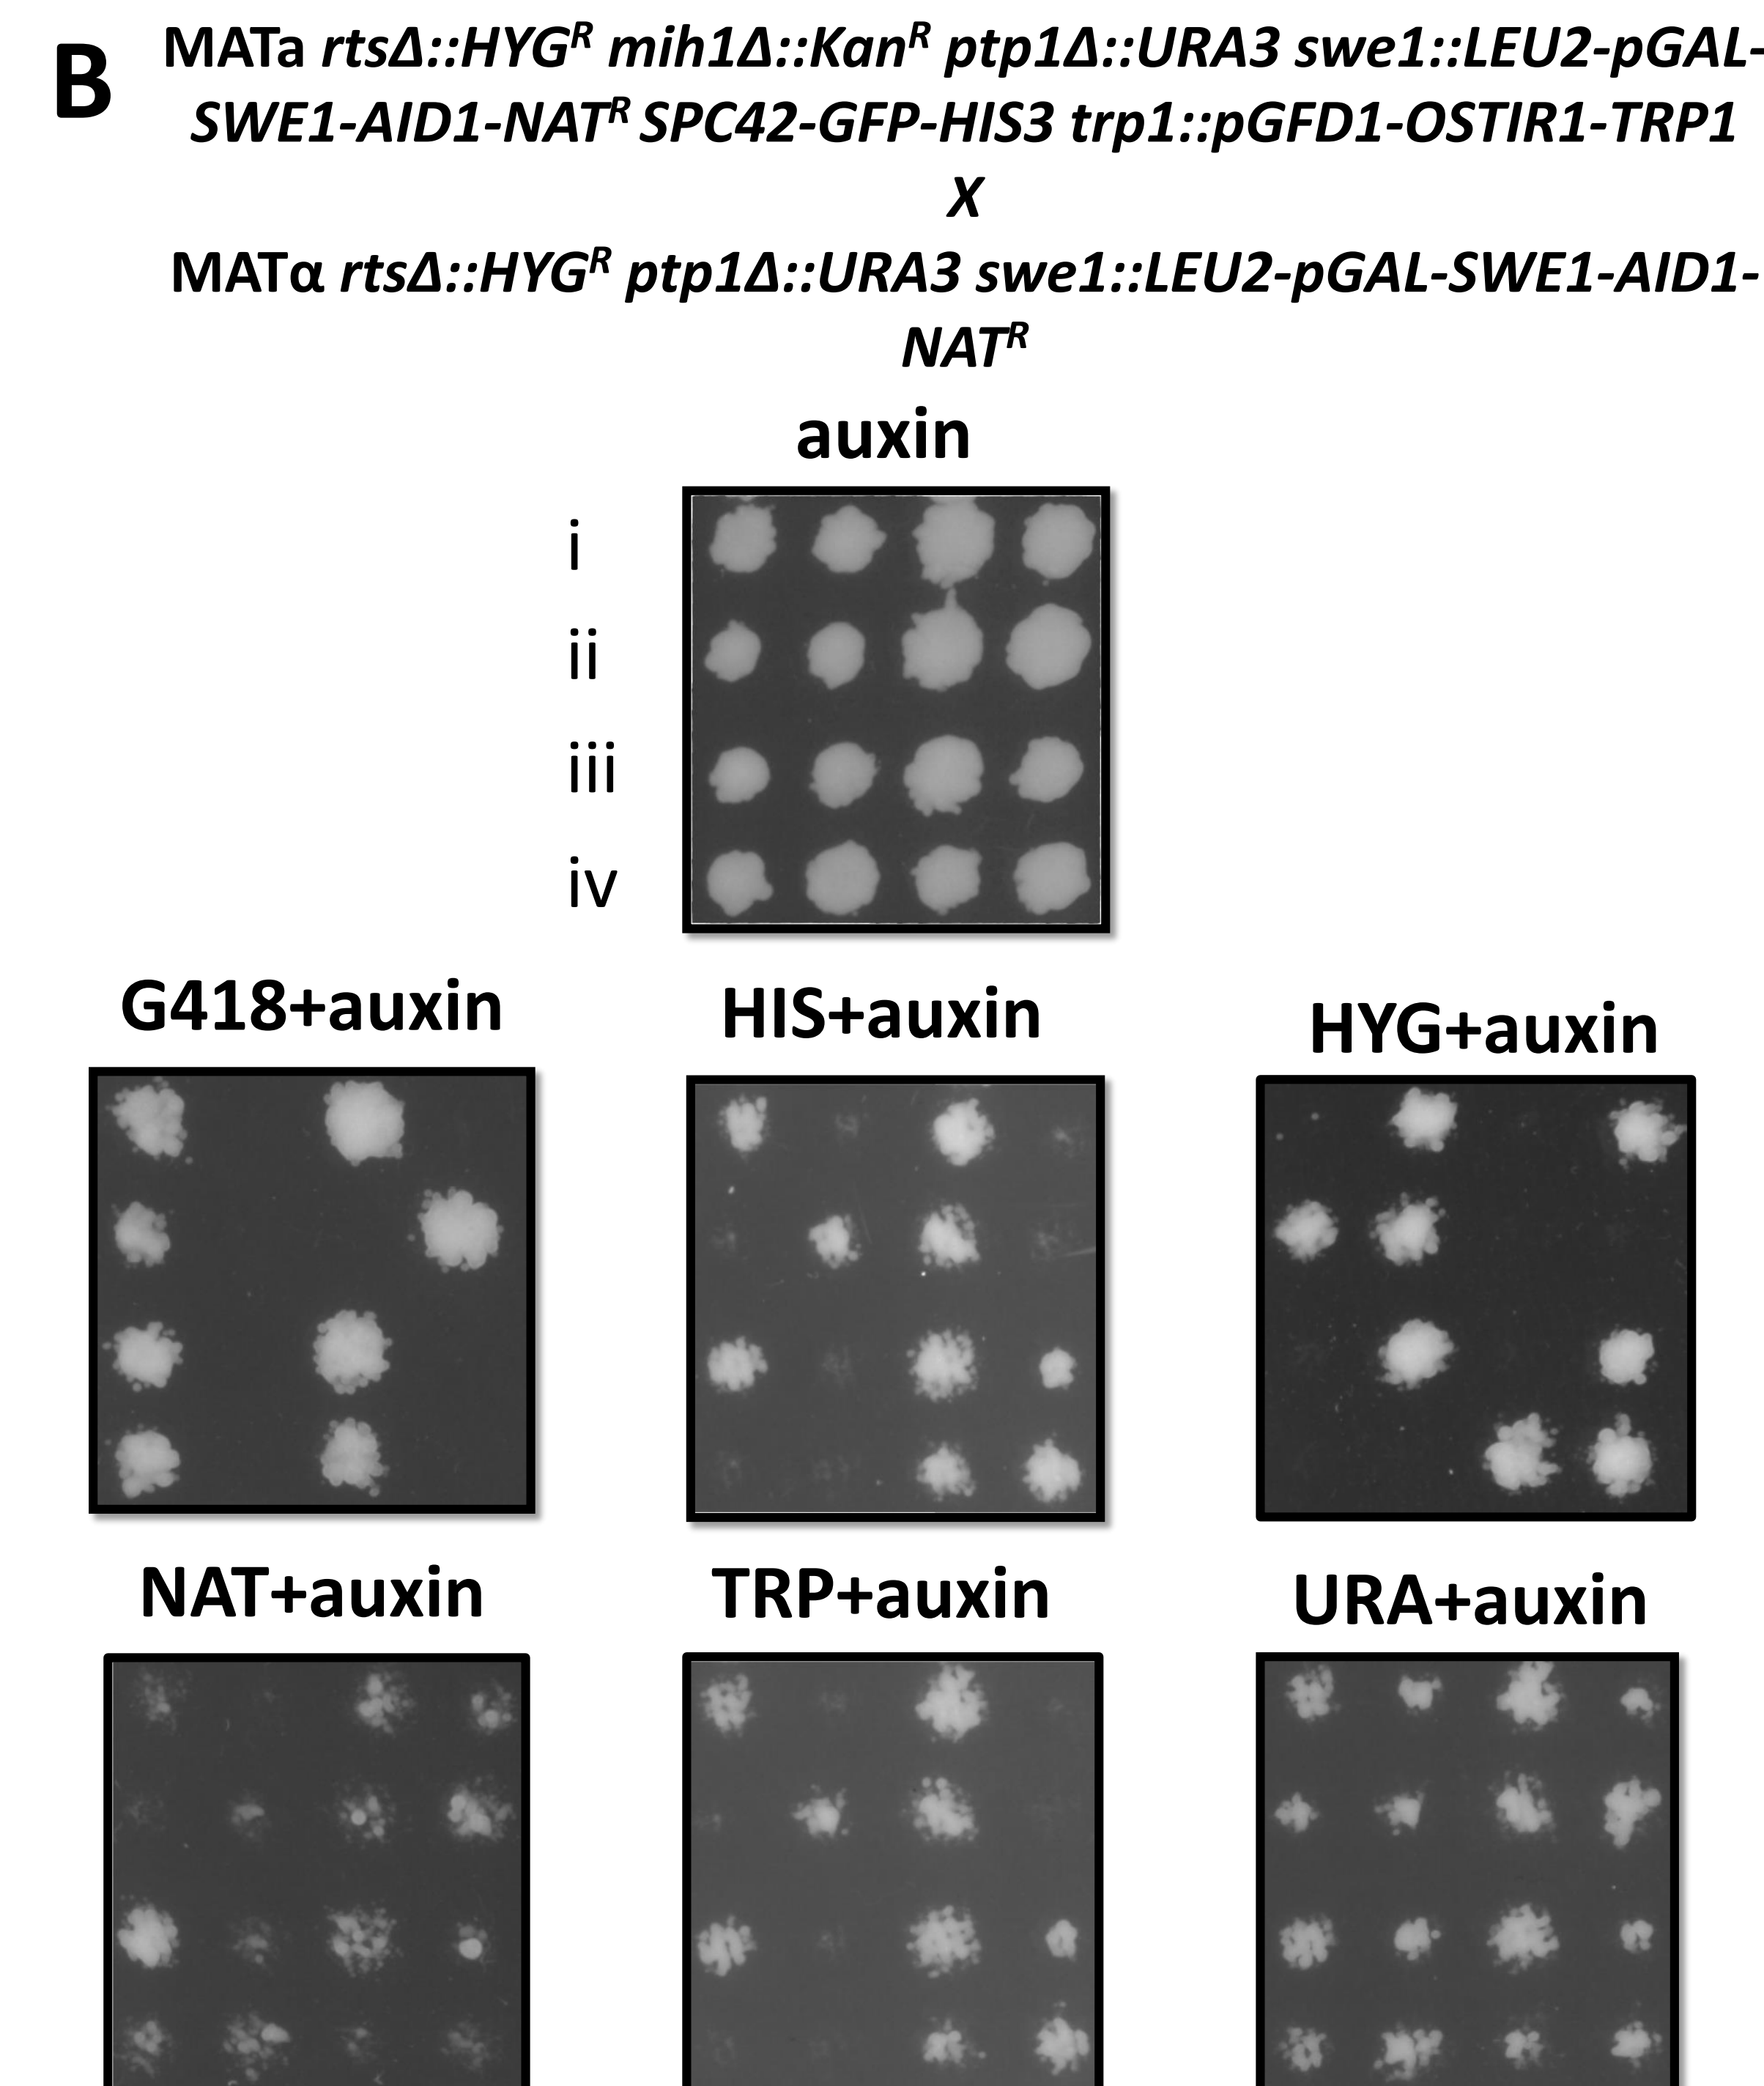 B
MATa rtsΔ::HYGᴿ mih1Δ::Kanᴿ ptp1Δ::URA3 swe1::LEU2-pGAL-
SWE1-AID1-NATᴿ SPC42-GFP-HIS3 trp1::pGFD1-OSTIR1-TRP1
X
MATα rtsΔ::HYGᴿ ptp1Δ::URA3 swe1::LEU2-pGAL-SWE1-AID1-
NATᴿ
auxin
i
ii
iii
iv
G418+auxin
HIS+auxin
HYG+auxin
NAT+auxin
TRP+auxin
URA+auxin